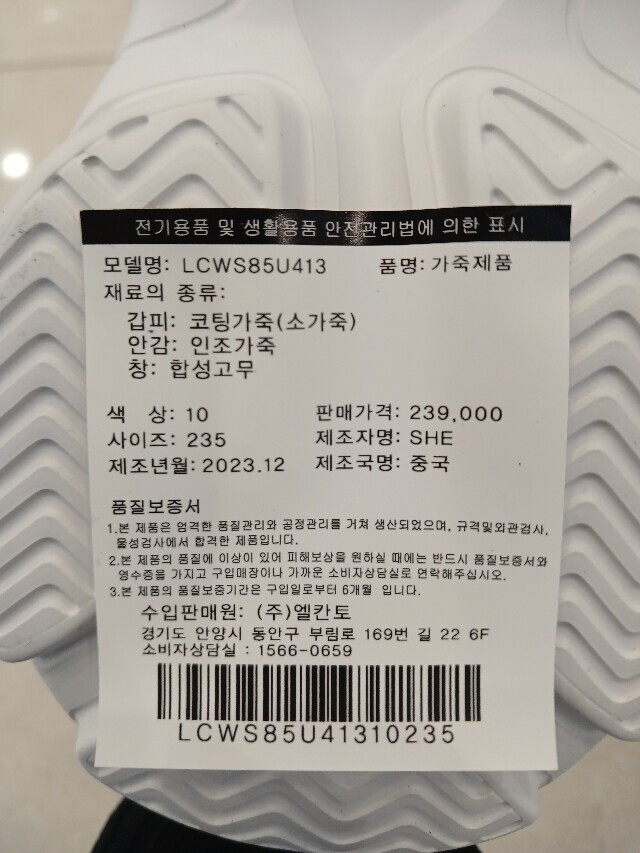 전기용품 및 생활용품 안전관리법에 의한 표시
모델명: LCWS85U413 품명: 가죽제품
재료의 종류:
갑피: 코팅가죽(소가죽)
안감: 인조가죽
창: 합성고무
색 상: 10 판매가격: 239,000
사이즈: 235 제조자명: SHE
제조년월: 2023.12 제조국명: 중국
품질보증서
1.본 제품은 엄격한 품질관리와 공정관리를 거쳐 생산되었으며, 규격및외관검사,
물성검사에서 합격한 제품입니다.
2.본 제품의 품질에 이상이 있어 피해보상을 원하실 때에는 반드시 품질보증서와
영수증을 가지고 구입매장이나 가까운 소비자상담실로 연락해주십시오.
3.본 제품의 품질보증기간은 구입일로부터 6개월 입니다.
수입판매원: (주)엘칸토
경기도 안양시 동안구 부림로 169번 길 22 6F
소비자상담실 : 1566-0659
LCWS85U41310235